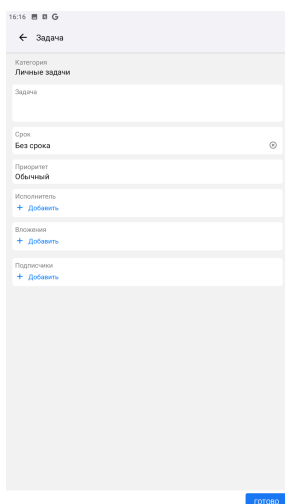 16:16 G
Задача
Категория
Личные задачи
Задача
Срок
Без срока
Приоритет
Обычный
Исполнитель
+ Добавить
Вложения
+ Добавить
Подписчики
+ Добавить
ГОТОВО